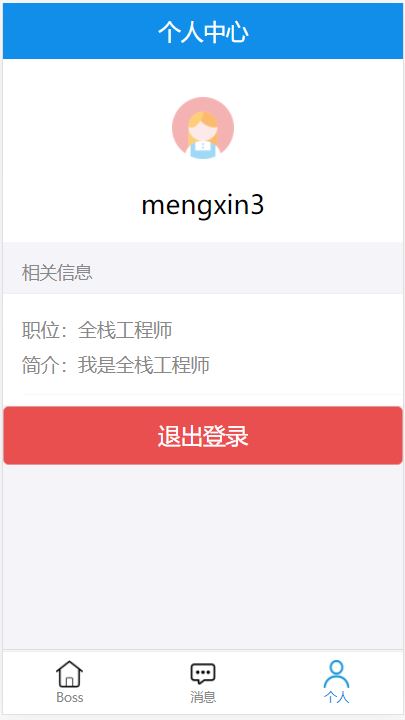 个人中心
mengxin3
相关信息
职位：全栈工程师
简介：我是全栈工程师
退出登录
Boss
消息
个人